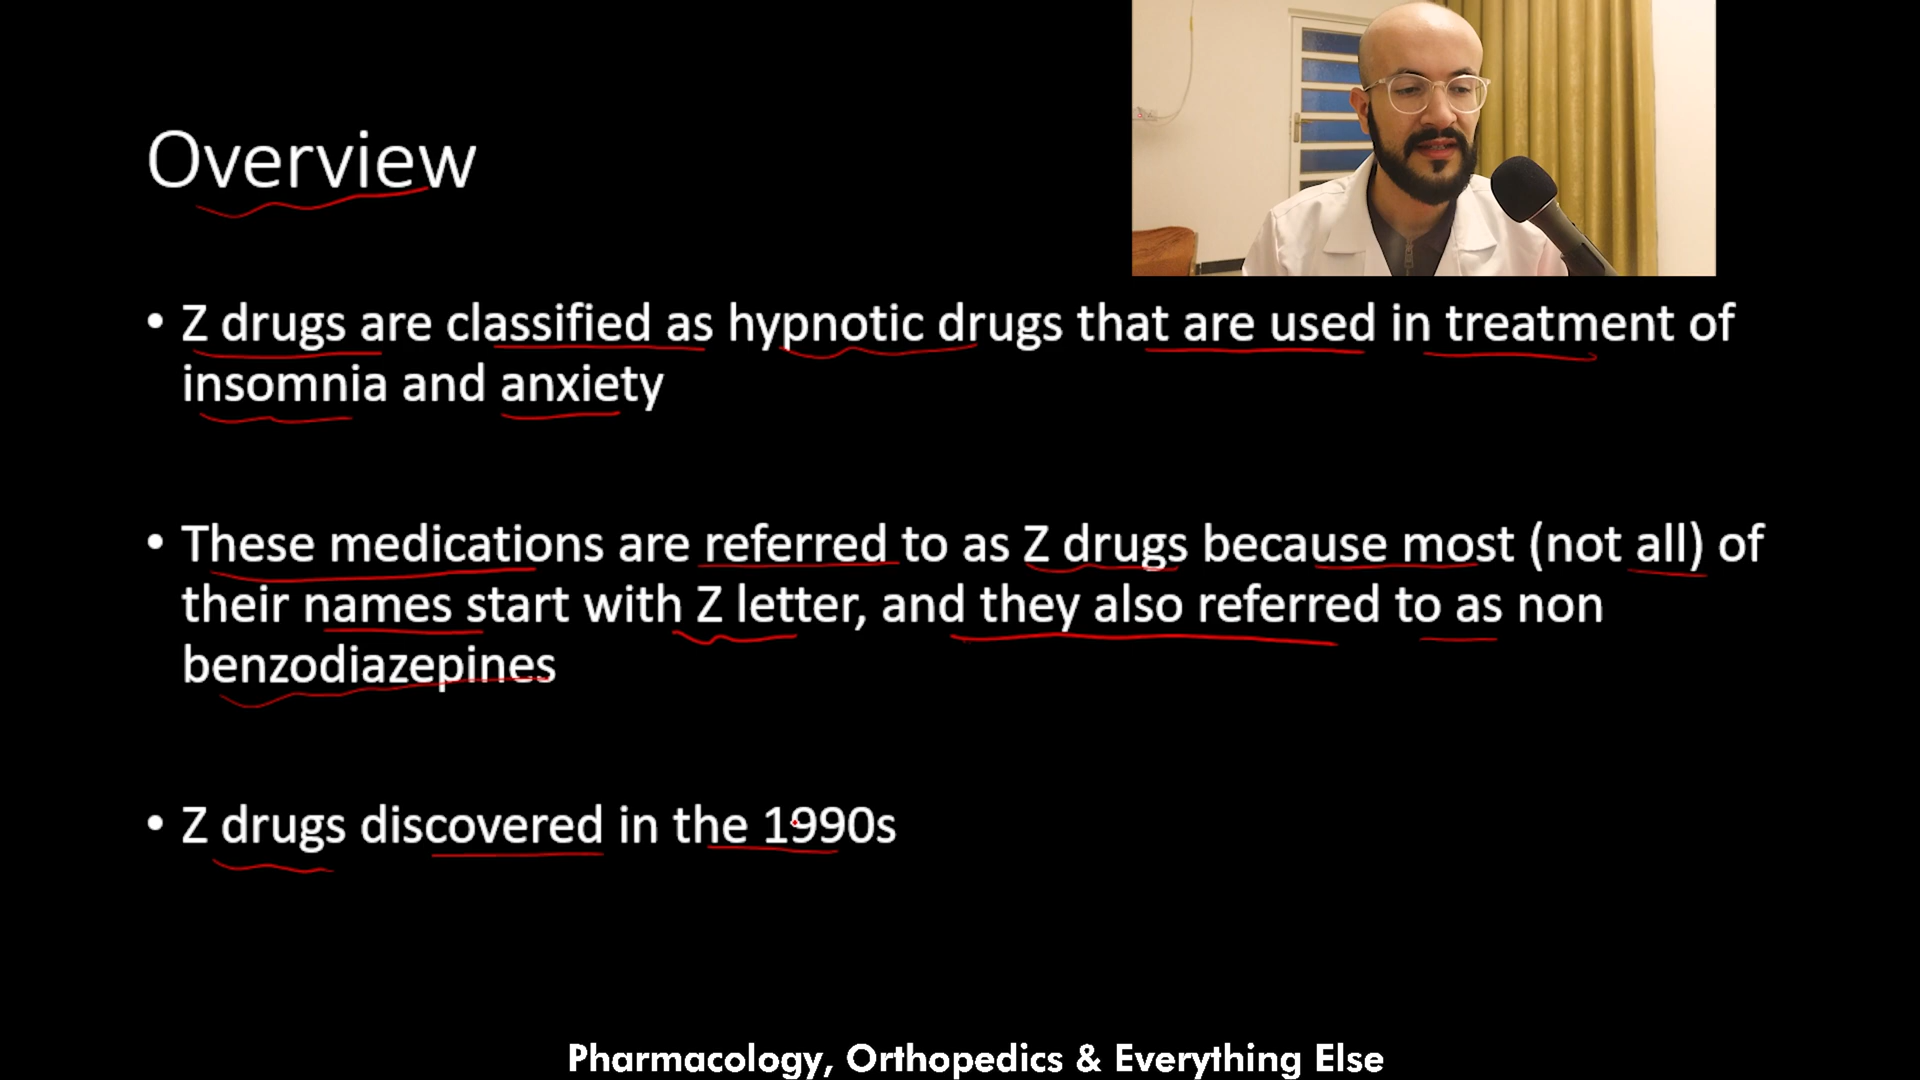 Overview
• Z drugs are classified as hypnotic drugs that are used in treatment of
insomnia and anxiety
• These medications are referred to as Z drugs because most (not all) of
their names start with Z letter, and they also referred to as non
benzodiazepines
• Z drugs discovered in the 1990s
Pharmacology, Orthopedics & Everything Else